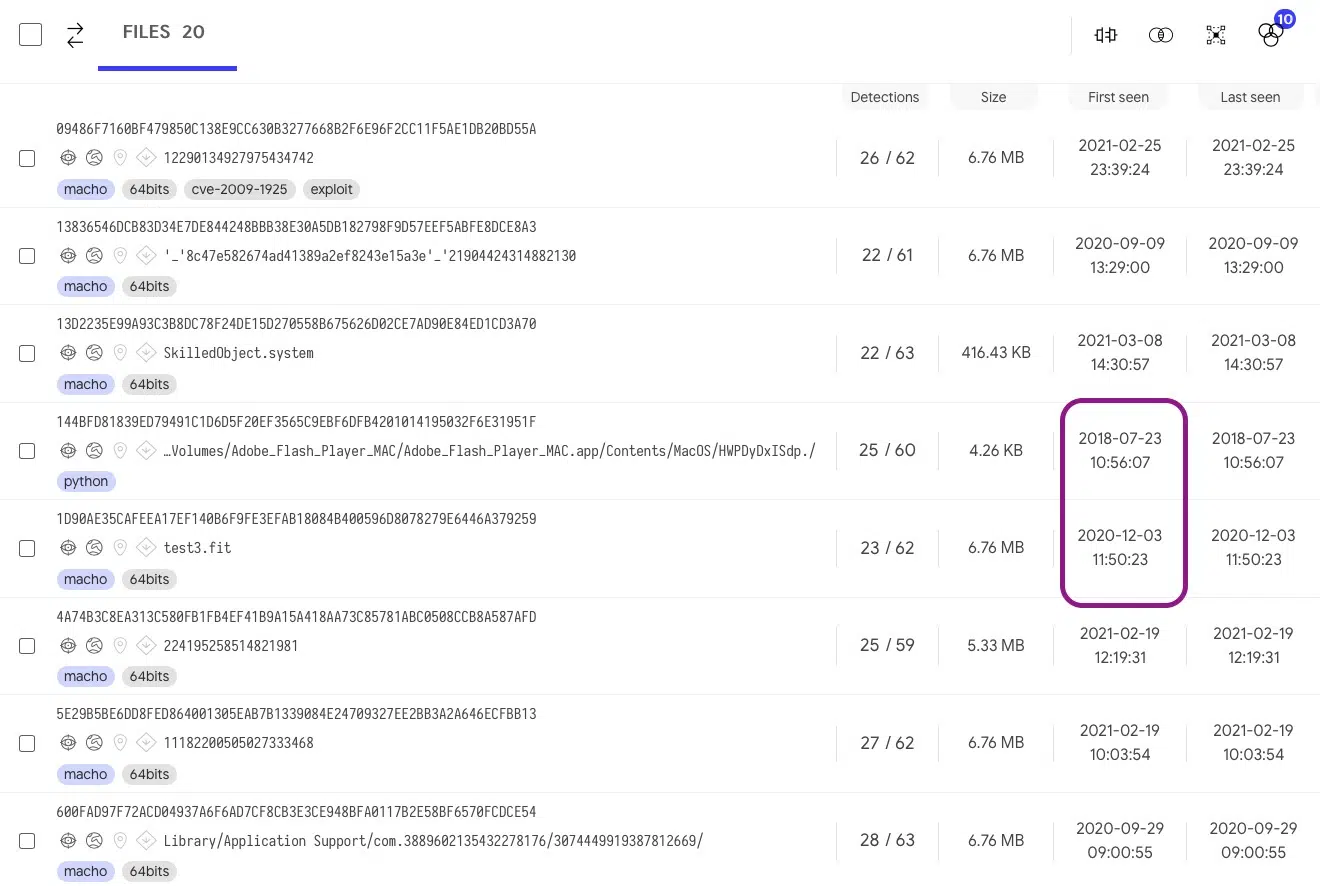 FILES 20
10
Detections Size First seen Last seen
09486F7160BF479850C138E9CC630B3277668B2F6E96F2CC11F5AE1DB20BD55A
12290134927975434742
26 / 62 6.76 MB 2021-02-25 23:39:24 2021-02-25 23:39:24
macho 64bits cve-2009-1925 exploit
13836546DCB83D34E7DE844248BBB38E30A5DB182798F9D57EEF5ABFE8DCE8A3
'_'8c47e582674ad41389a2ef8243e15a3e'_'21904424314882130
22 / 61 6.76 MB 2020-09-09 13:29:00 2020-09-09 13:29:00
macho 64bits
13D2235E99A93C3B8DC78F24DE15D270558B675626D02CE7AD90E84ED1CD3A70
SkilledObject.system
22 / 63 416.43 KB 2021-03-08 14:30:57 2021-03-08 14:30:57
macho 64bits
144BFD81839ED79491C1D6D5F20EF3565C9EBF6DFB4201014195032F6E31951F
…Volumes/Adobe_Flash_Player_MAC/Adobe_Flash_Player_MAC.app/Contents/MacOS/HWPDyDxISdp./
25 / 60 4.26 KB 2018-07-23 10:56:07 2018-07-23 10:56:07
python
1D90AE35CAFEEA17EF140B6F9FE3EFAB18084B400596D8078279E6446A379259
test3.fit
23 / 62 6.76 MB 2020-12-03 11:50:23 2020-12-03 11:50:23
macho 64bits
4A74B3C8EA313C580FB1FB4EF41B9A15A418AA73C85781ABC0508CCB8A587AFD
224195258514821981
25 / 59 5.33 MB 2021-02-19 12:19:31 2021-02-19 12:19:31
macho 64bits
5E29B5BE6DD8FED864001305EAB7B1339084E24709327EE2BB3A2A646ECFBB13
11182200505027333468
27 / 62 6.76 MB 2021-02-19 10:03:54 2021-02-19 10:03:54
macho 64bits
600FAD97F72ACD04937A6F6AD7CF8CB3E3CE948BFA0117B2E58BF6570FCDCE54
Library/Application Support/com.3889602135432278176/3074449919387812669/
28 / 63 6.76 MB 2020-09-29 09:00:55 2020-09-29 09:00:55
macho 64bits